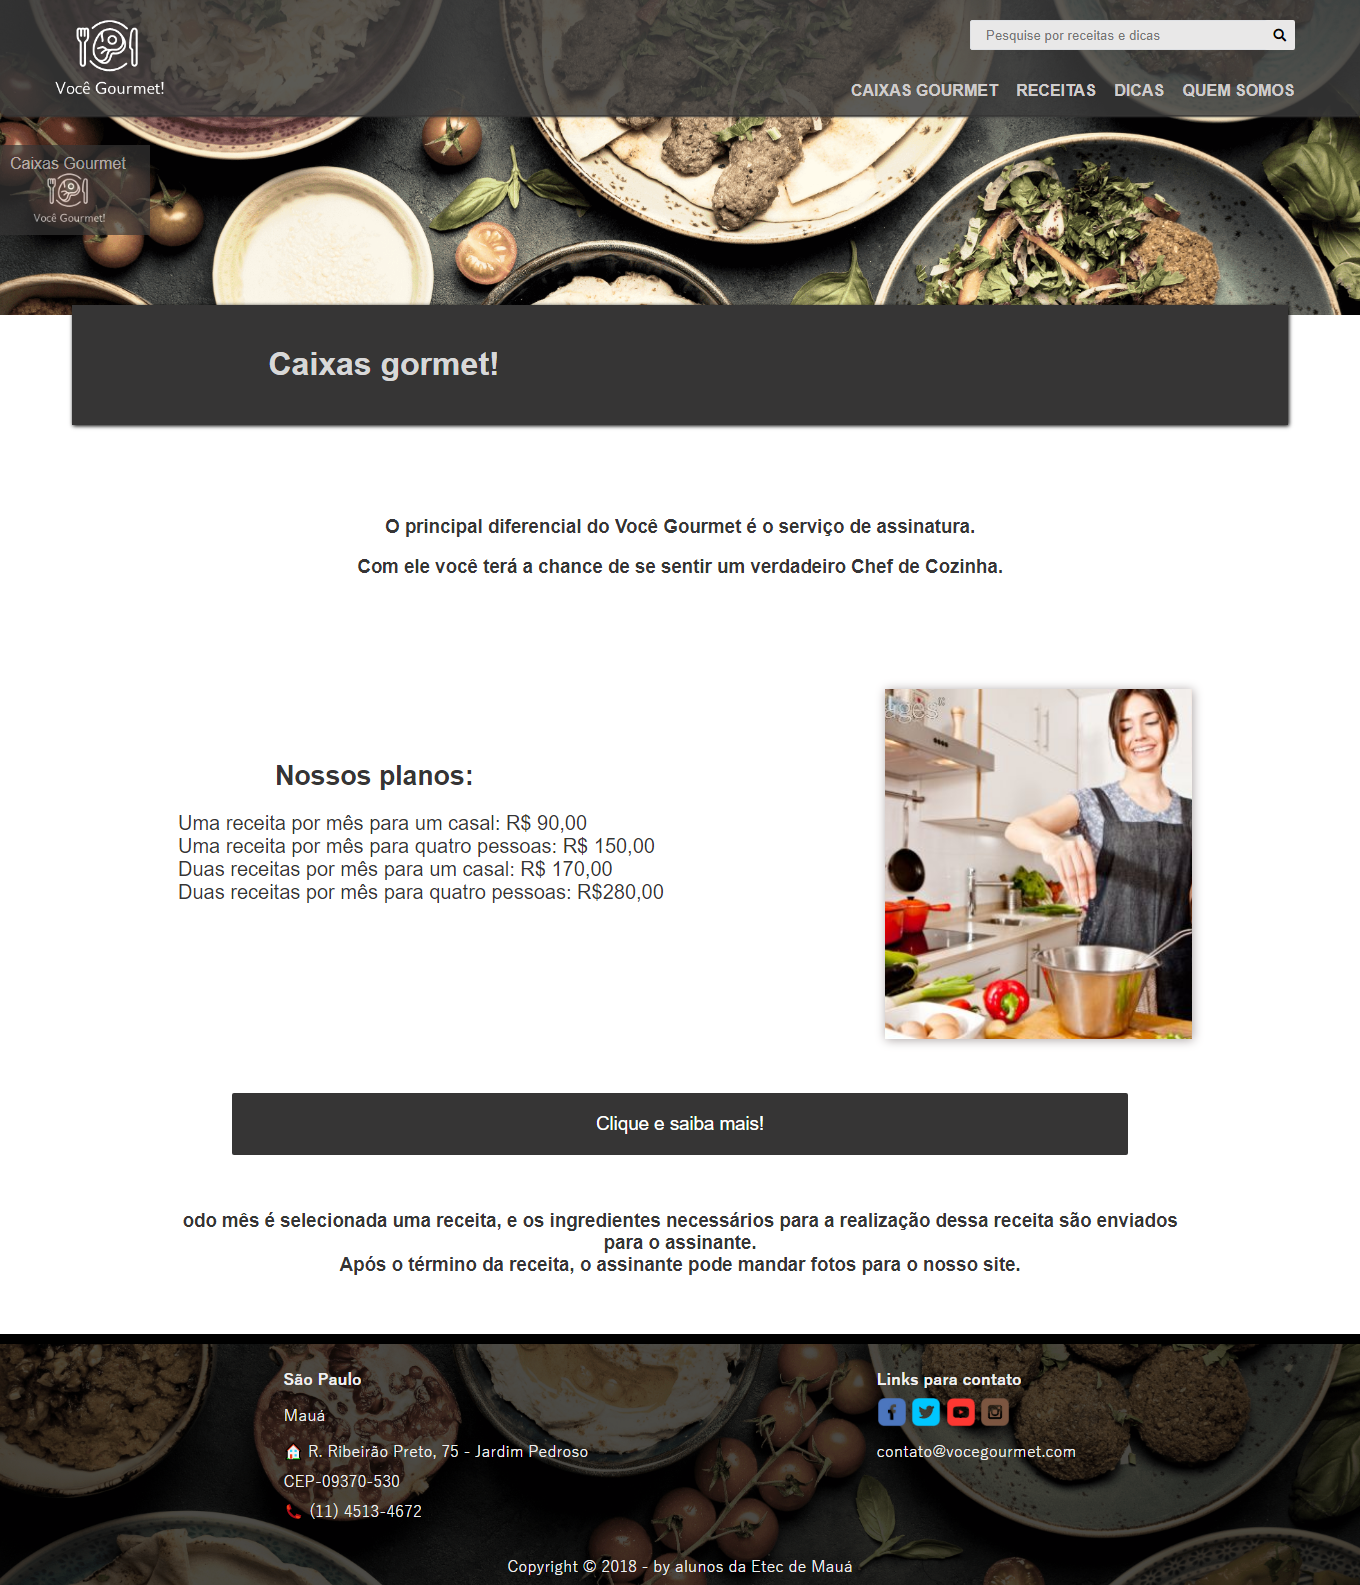 Você Gourmet!
Pesquise por receitas e dicas
CAIXAS GOURMET RECEITAS DICAS QUEM SOMOS
Caixas Gourmet
Você Gourmet!
Caixas gormet!
O principal diferencial do Você Gourmet é o serviço de assinatura.
Com ele você terá a chance de se sentir um verdadeiro Chef de Cozinha.
Nossos planos:
Uma receita por mês para um casal: R$ 90,00
Uma receita por mês para quatro pessoas: R$ 150,00
Duas receitas por mês para um casal: R$ 170,00
Duas receitas por mês para quatro pessoas: R$280,00
Clique e saiba mais!
odo mês é selecionada uma receita, e os ingredientes necessários para a realização dessa receita são enviados
para o assinante.
Após o término da receita, o assinante pode mandar fotos para o nosso site.
São Paulo
Mauá
R. Ribeirão Preto, 75 - Jardim Pedroso
CEP-09370-530
(11) 4513-4672
Links para contato
contato@vocegourmet.com
Copyright © 2018 - by alunos da Etec de Mauá